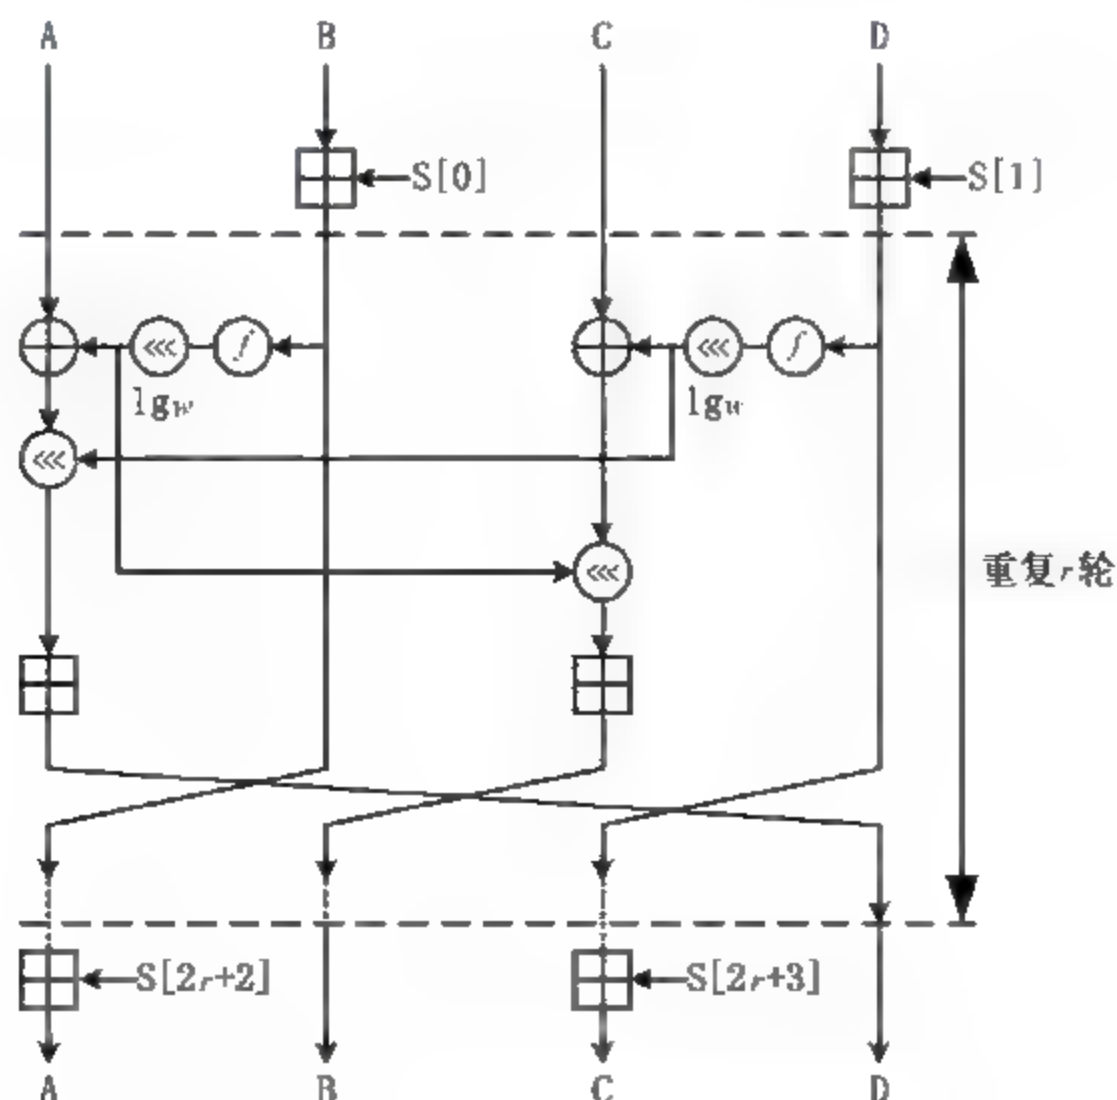 A B C D
S[0] S[1]
<<< f <<< f
lgw lgw
<<<
<<<
重复r轮
S[2r+2] S[2r+3]
A B C D